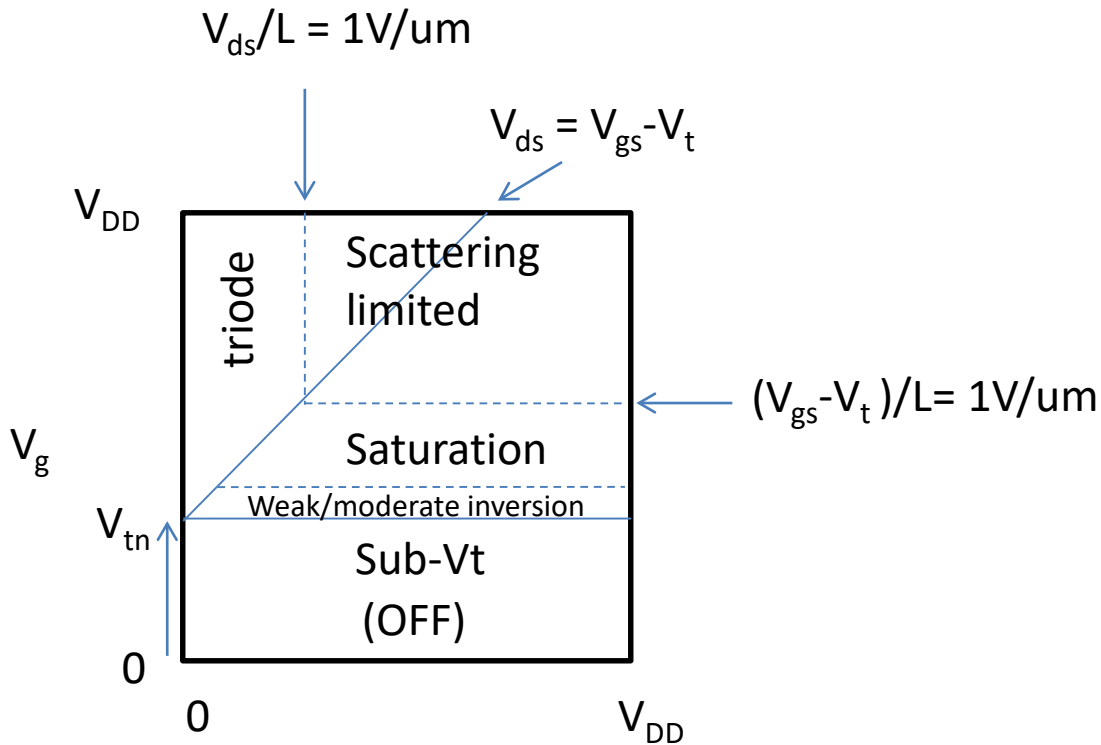 Vds/L = 1V/um
Vds = Vgs-Vt
VDD
triode
Scattering
limited
(Vgs-Vt )/L= 1V/um
Vg
Saturation
Weak/moderate inversion
Vtn
Sub-Vt
(OFF)
0
0
VDD